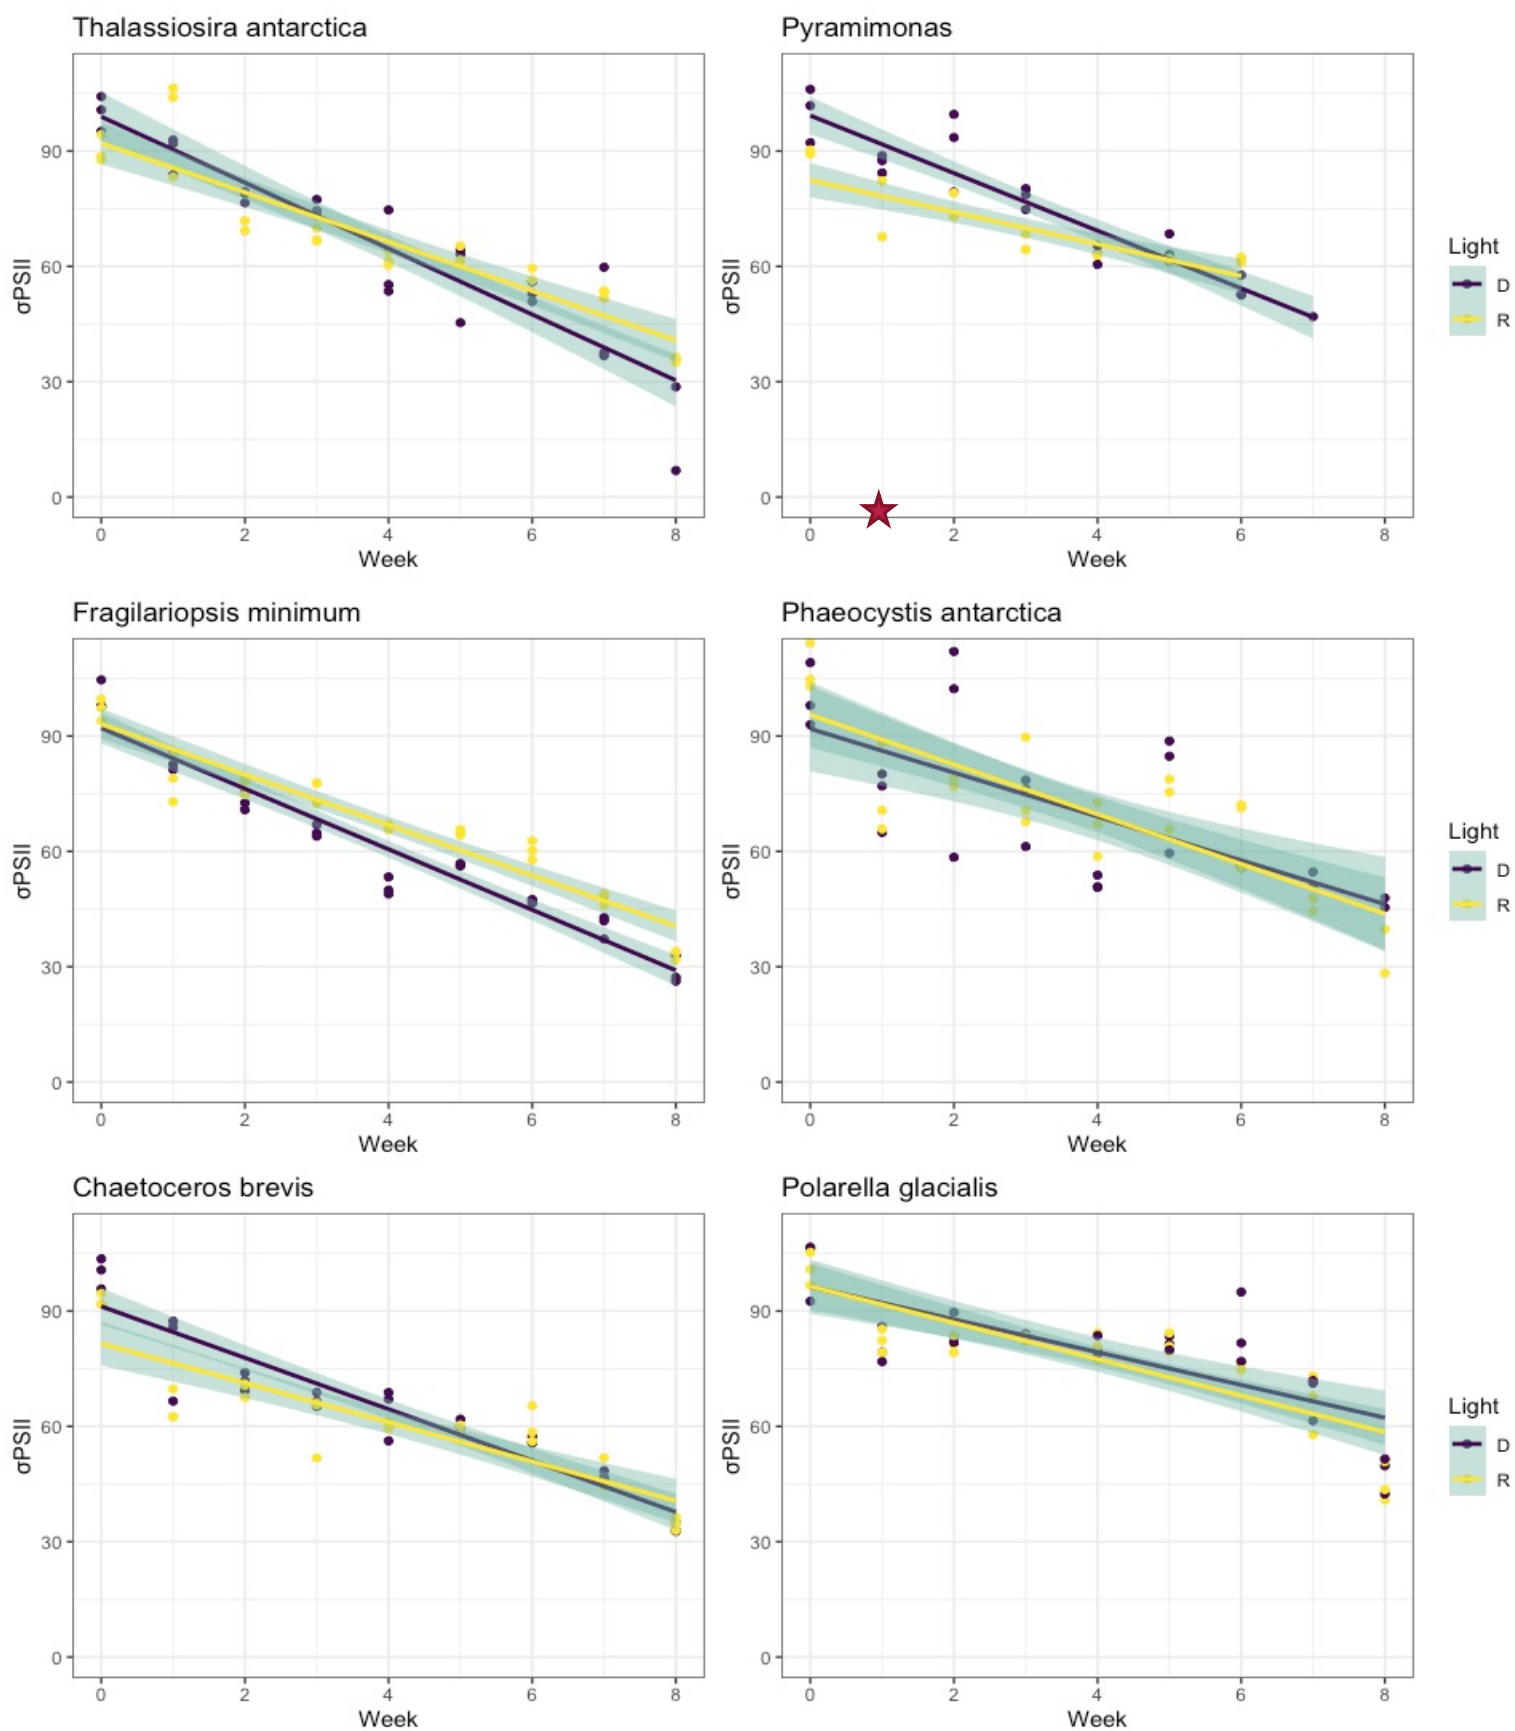 Thalassiosira antarctica
90
60
30
0
σPSII
0 2 4 6 8
Week
Pyramimonas
90
60
30
0
σPSII
0 2 4 6 8
Week
Light
D
R
Fragilariopsis minimum
90
60
30
0
σPSII
0 2 4 6 8
Week
Phaeocystis antarctica
90
60
30
0
σPSII
0 2 4 6 8
Week
Light
D
R
Chaetoceros brevis
90
60
30
0
σPSII
0 2 4 6 8
Week
Polarella glacialis
90
60
30
0
σPSII
0 2 4 6 8
Week
Light
D
R